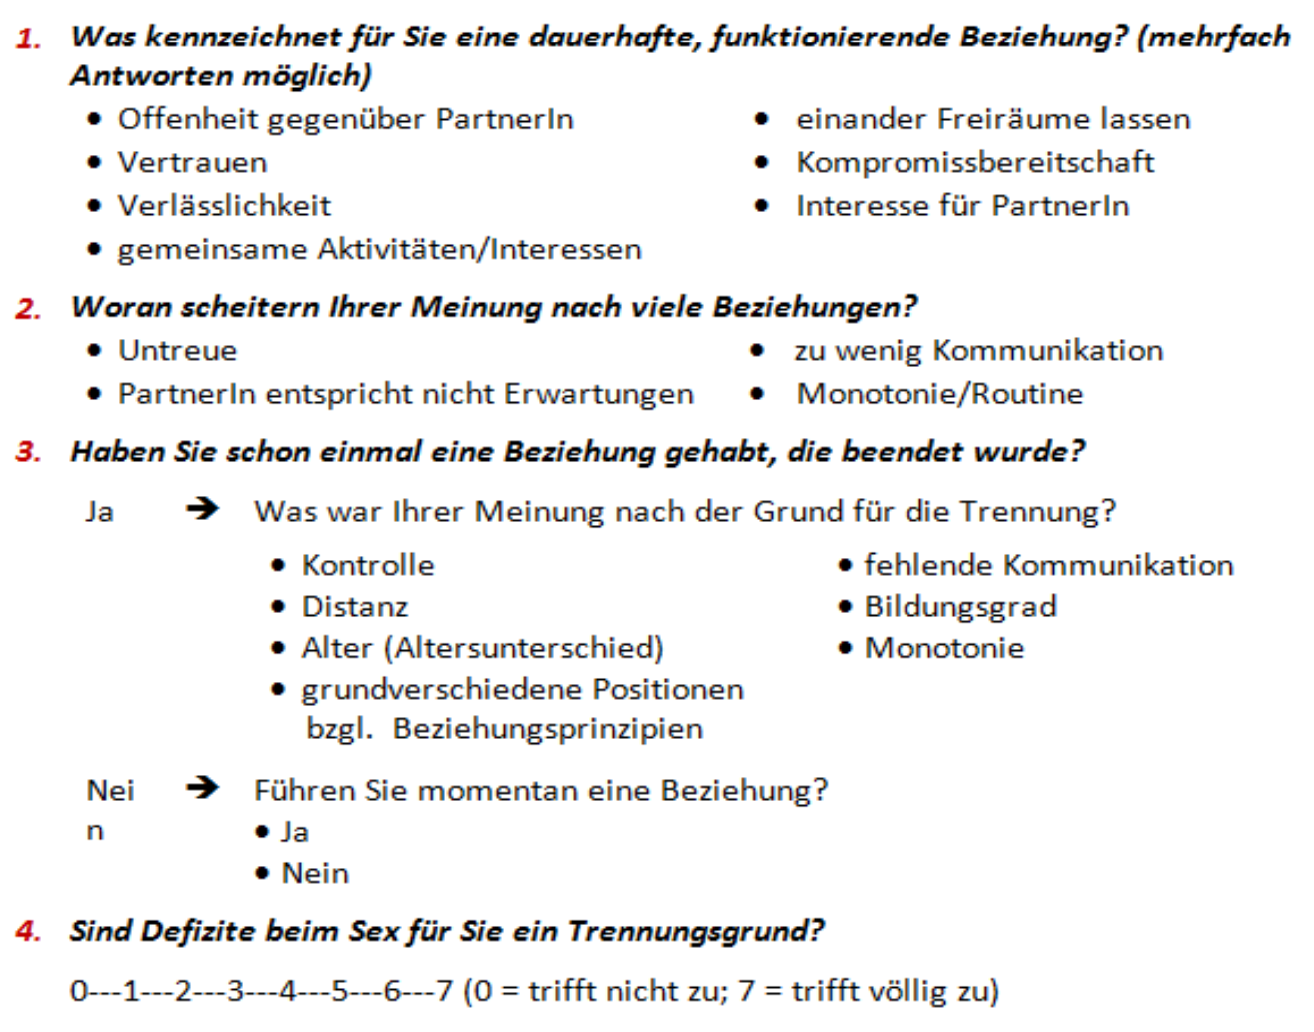 1. Was kennzeichnet für Sie eine dauerhafte, funktionierende Beziehung? (mehrfach
Antworten möglich)
• Offenheit gegenüber PartnerIn • einander Freiräume lassen
• Vertrauen • Kompromissbereitschaft
• Verlässlichkeit • Interesse für PartnerIn
• gemeinsame Aktivitäten/Interessen
2. Woran scheitern Ihrer Meinung nach viele Beziehungen?
• Untreue • zu wenig Kommunikation
• PartnerIn entspricht nicht Erwartungen • Monotonie/Routine
3. Haben Sie schon einmal eine Beziehung gehabt, die beendet wurde?
Ja ➔ Was war Ihrer Meinung nach der Grund für die Trennung?
• Kontrolle • fehlende Kommunikation
• Distanz • Bildungsgrad
• Alter (Altersunterschied) • Monotonie
• grundverschiedene Positionen
bzgl. Beziehungsprinzipien
Nei ➔ Führen Sie momentan eine Beziehung?
n • Ja
• Nein
4. Sind Defizite beim Sex für Sie ein Trennungsgrund?
0---1---2---3---4---5---6---7 (0 = trifft nicht zu; 7 = trifft völlig zu)